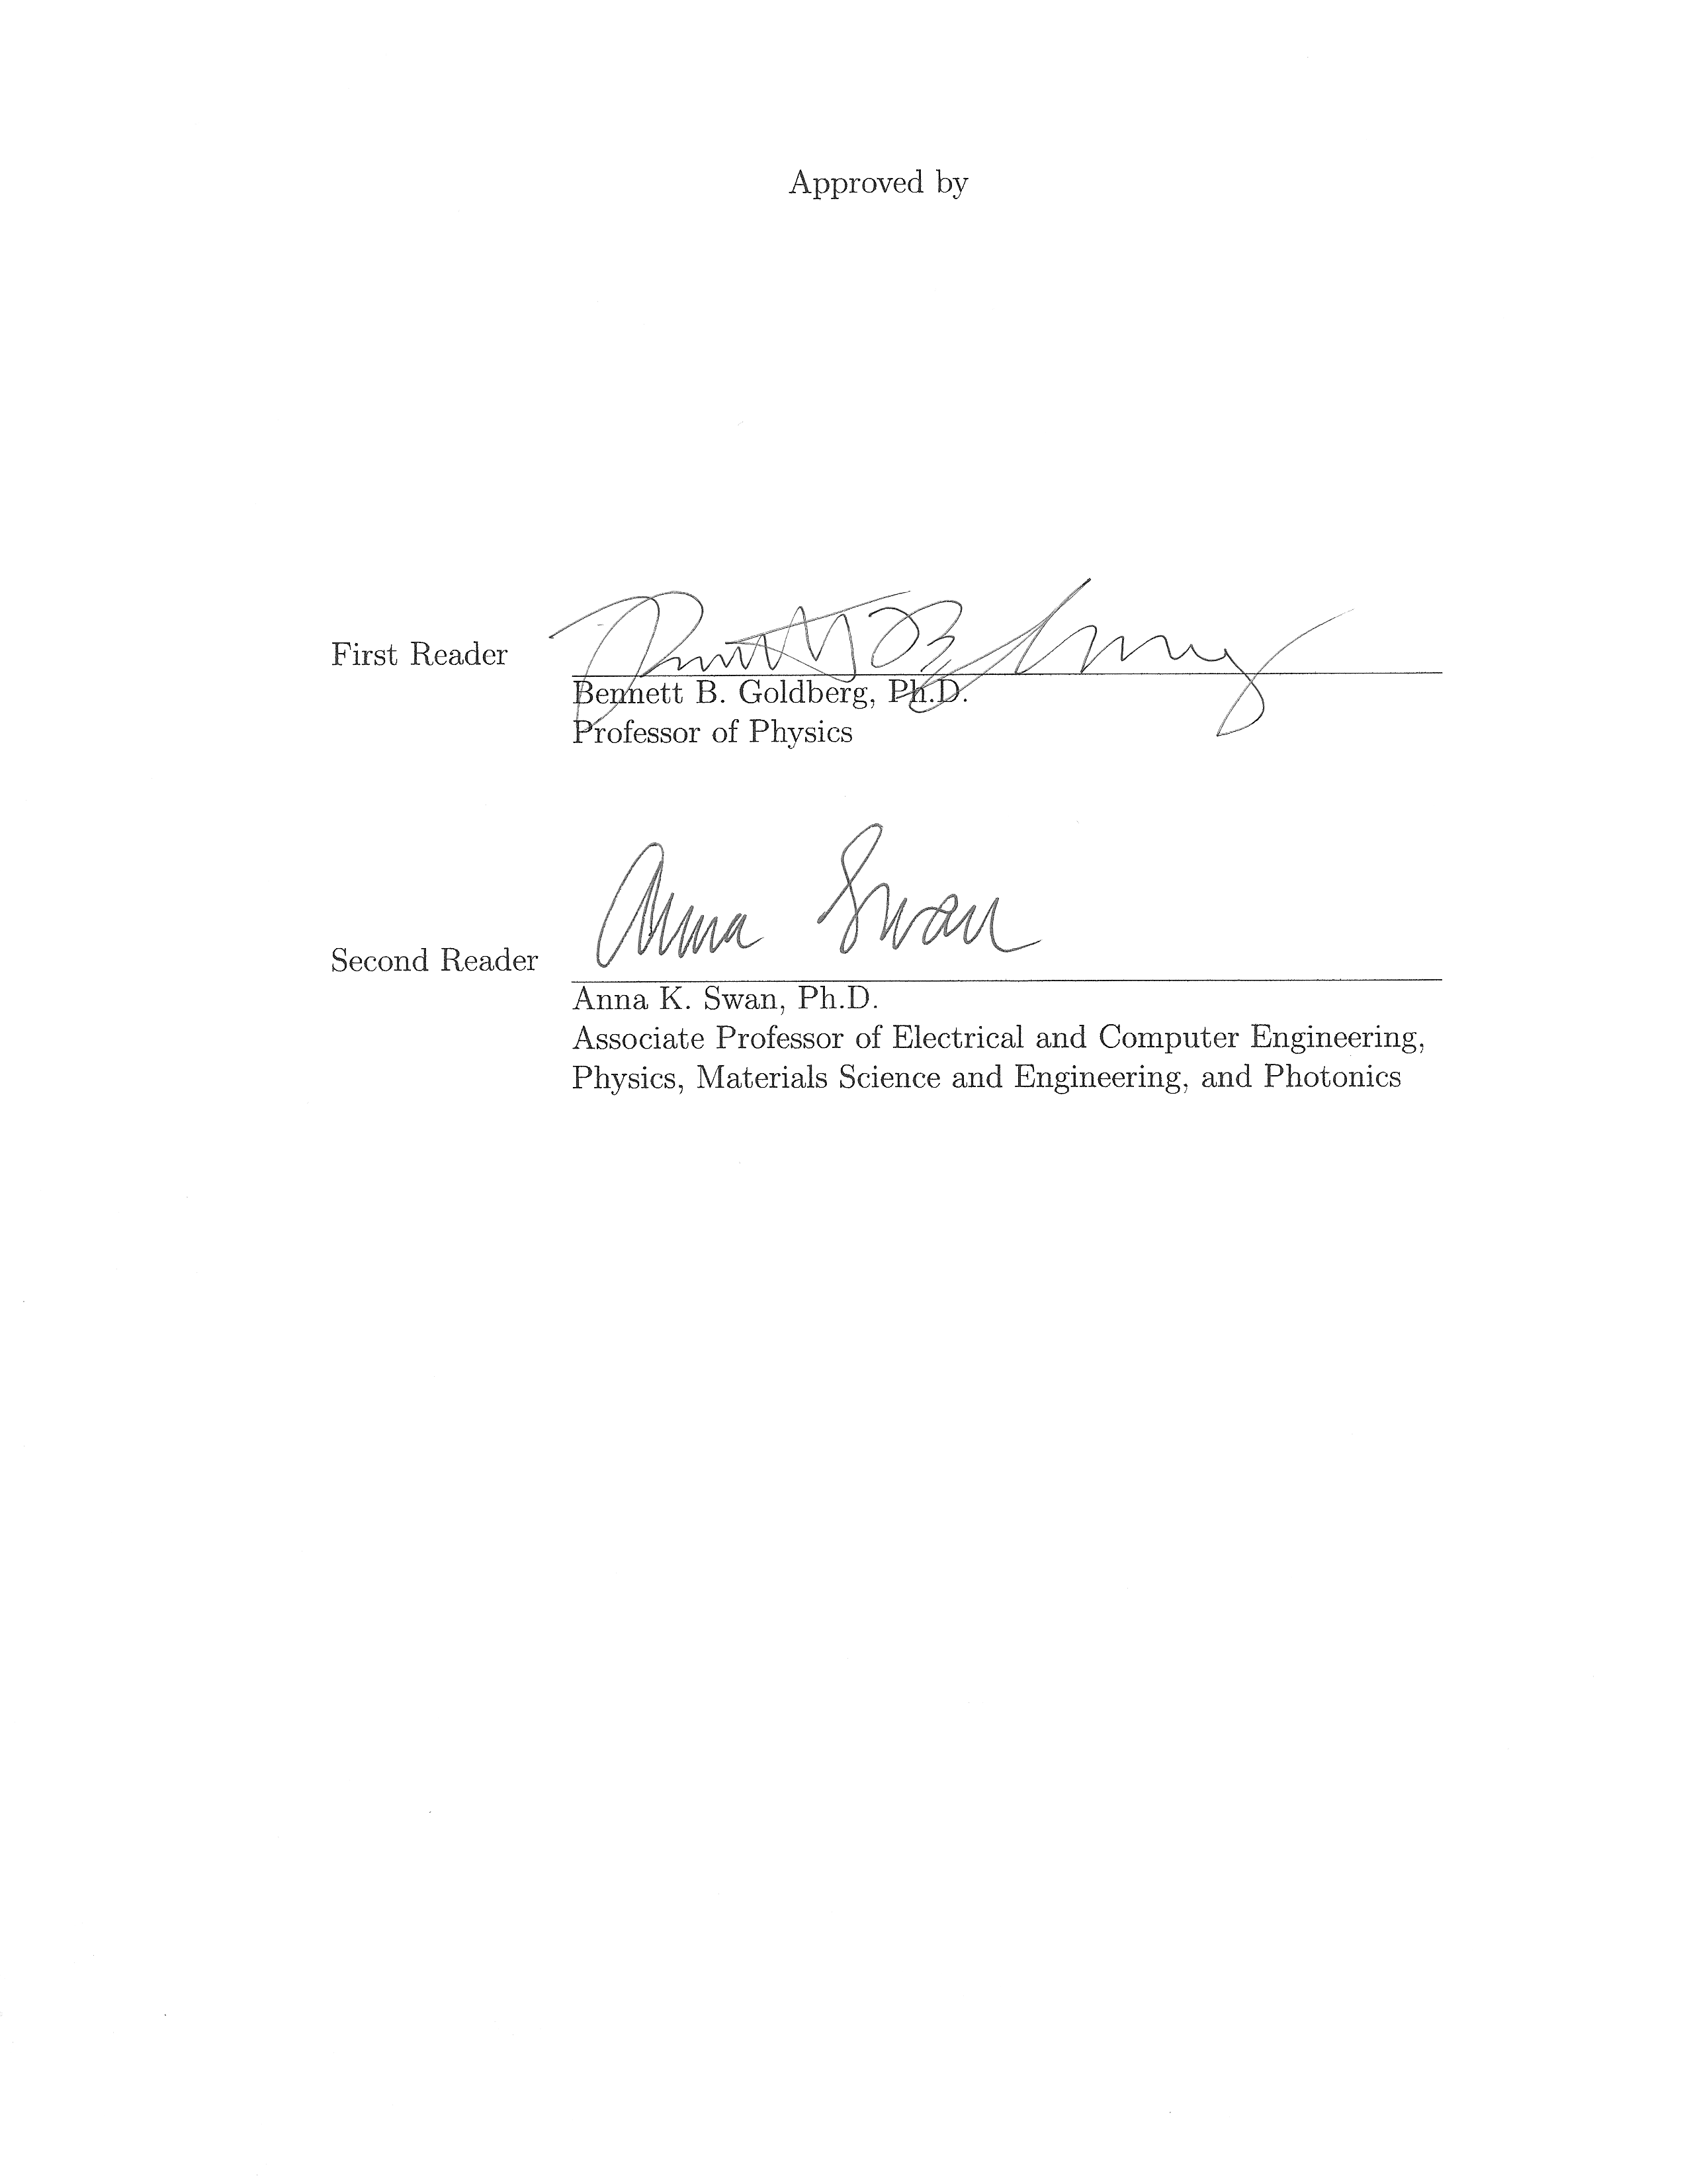 Approved by
First Reader
Bennett B. Goldberg, Ph.D.
Professor of Physics
Anna Swan
Second Reader
Anna K. Swan, Ph.D.
Associate Professor of Electrical and Computer Engineering,
Physics, Materials Science and Engineering, and Photonics